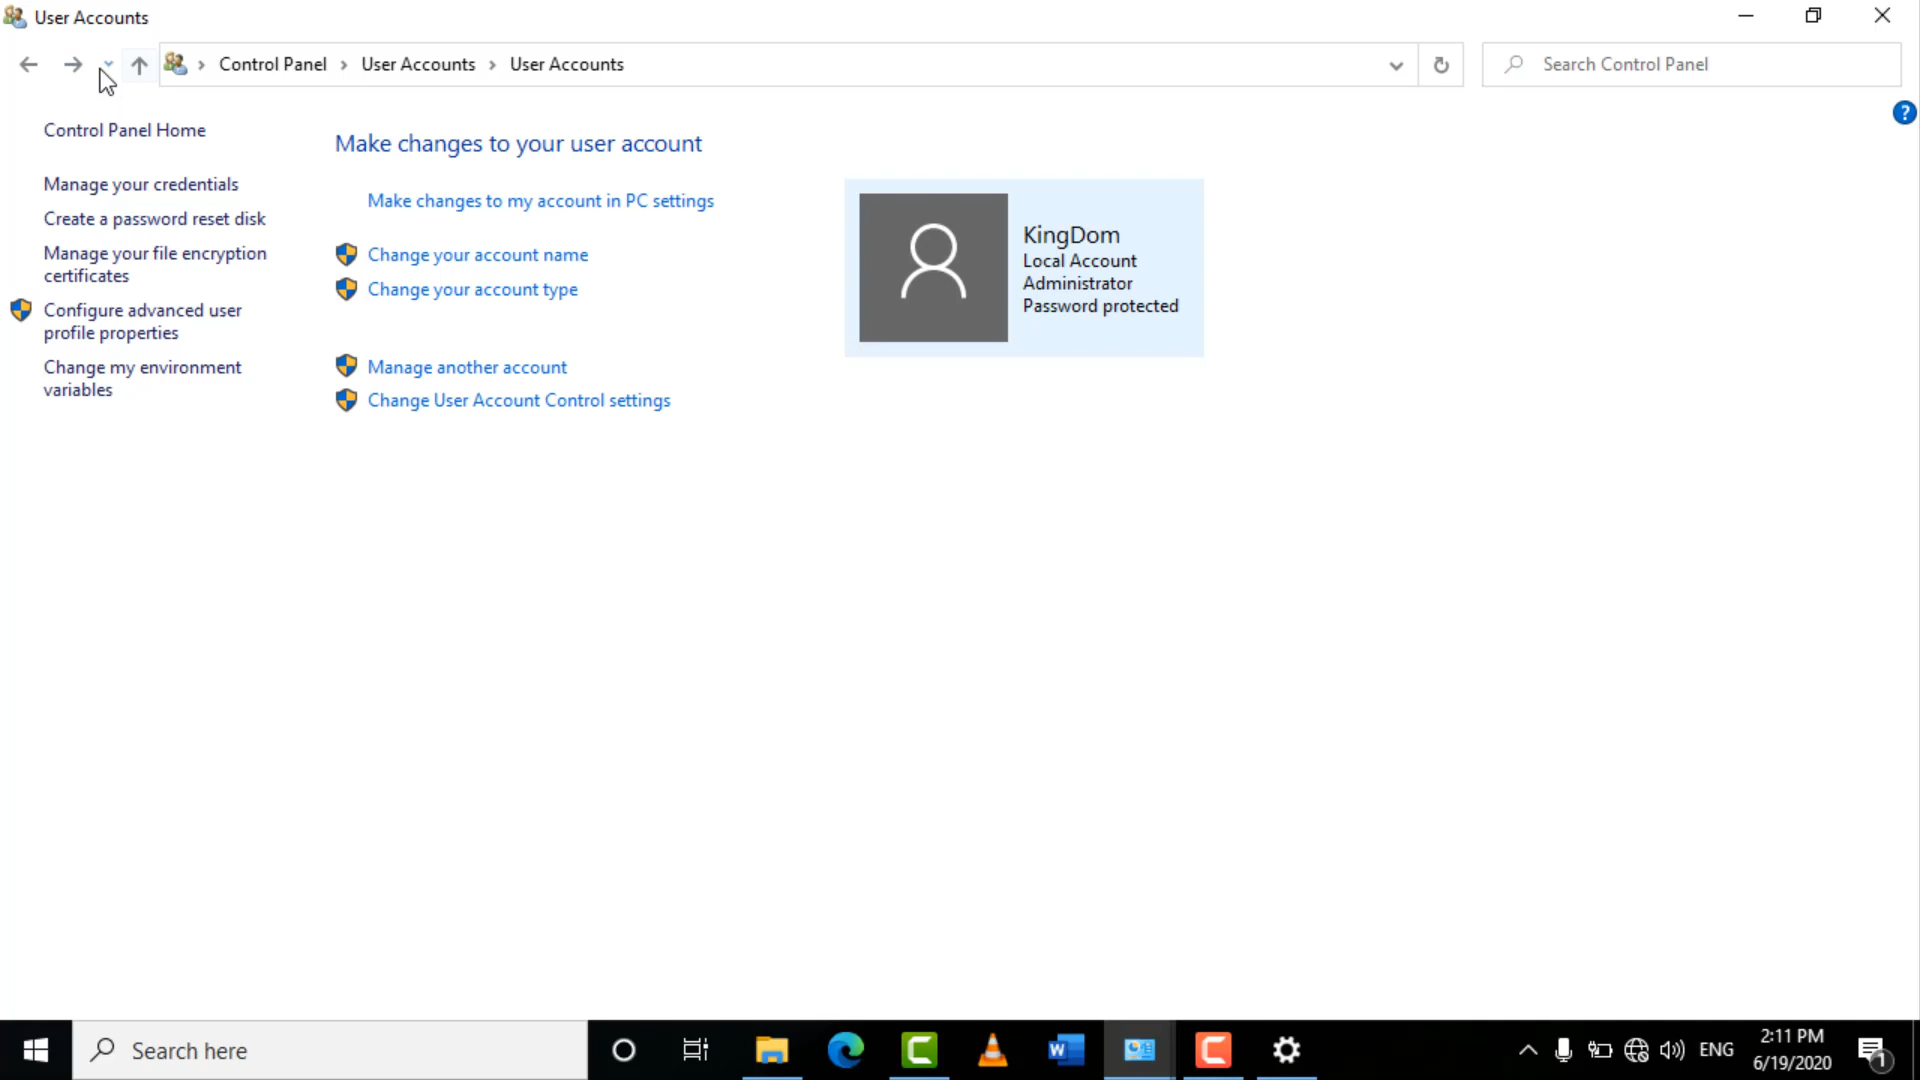 User Accounts
Control Panel > User Accounts > User Accounts
Search Control Panel
?
Control Panel Home
Manage your credentials
Create a password reset disk
Manage your file encryption
certificates
Configure advanced user
profile properties
Change my environment
variables
Make changes to your user account
Make changes to my account in PC settings
Change your account name
Change your account type
Manage another account
Change User Account Control settings
KingDom
Local Account
Administrator
Password protected
Search here
ENG
2:11 PM
6/19/2020
1